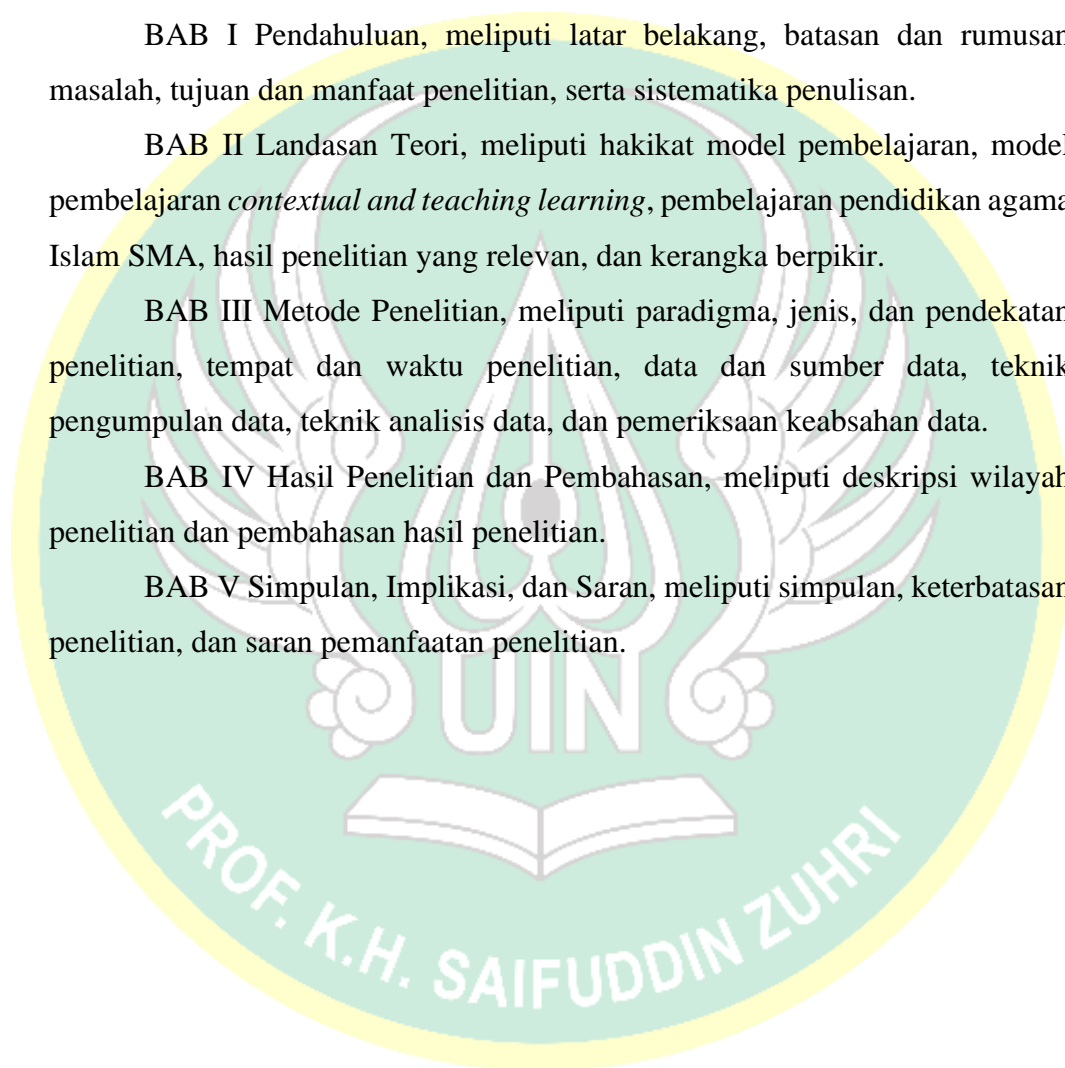 BAB I Pendahuluan, meliputi latar belakang, batasan dan rumusan
masalah, tujuan dan manfaat penelitian, serta sistematika penulisan.
BAB II Landasan Teori, meliputi hakikat model pembelajaran, model
pembelajaran contextual and teaching learning, pembelajaran pendidikan agama
Islam SMA, hasil penelitian yang relevan, dan kerangka berpikir.
BAB III Metode Penelitian, meliputi paradigma, jenis, dan pendekatan
penelitian, tempat dan waktu penelitian, data dan sumber data, teknik
pengumpulan data, teknik analisis data, dan pemeriksaan keabsahan data.
BAB IV Hasil Penelitian dan Pembahasan, meliputi deskripsi wilayah
penelitian dan pembahasan hasil penelitian.
BAB V Simpulan, Implikasi, dan Saran, meliputi simpulan, keterbatasan
penelitian, dan saran pemanfaatan penelitian.
UIN
PROF. K.H. SAIFUDDIN ZUHRI